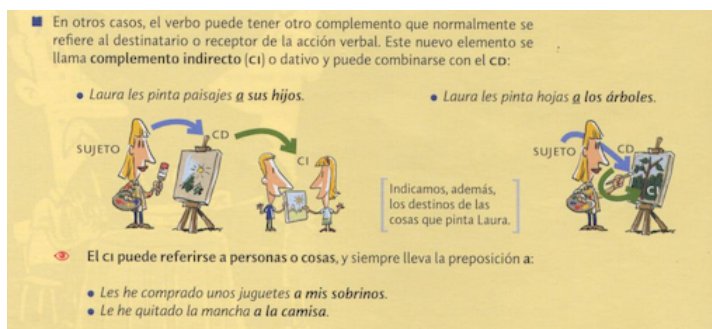 En otros casos, el verbo puede tener otro complemento que normalmente se
refiere al destinatario o receptor de la acción verbal. Este nuevo elemento se
llama complemento indirecto (CI) o dativo y puede combinarse con el CD:
• Laura les pinta paisajes a sus hijos.
• Laura les pinta hojas a los árboles.
SUJETO
CD
CI
Indicamos, además,
los destinos de las
cosas que pinta Laura.
SUJETO
CD
CI
El CI puede referirse a personas o cosas, y siempre lleva la preposición a:
• Les he comprado unos juguetes a mis sobrinos.
• Le he quitado la mancha a la camisa.